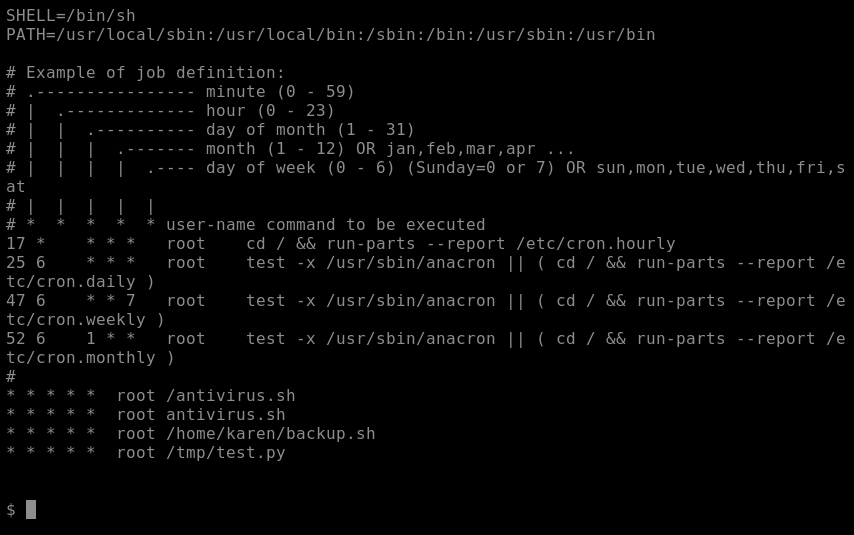 SHELL=/bin/sh
PATH=/usr/local/sbin:/usr/local/bin:/sbin:/bin:/usr/sbin:/usr/bin

# Example of job definition:
# .---------------- minute (0 - 59)
# |  .------------- hour (0 - 23)
# |  |  .---------- day of month (1 - 31)
# |  |  |  .------- month (1 - 12) OR jan,feb,mar,apr ...
# |  |  |  |  .---- day of week (0 - 6) (Sunday=0 or 7) OR sun,mon,tue,wed,thu,fri,s
at
# |  |  |  |  |
# *  *  *  *  * user-name command to be executed
17 *    * * *   root    cd / && run-parts --report /etc/cron.hourly
25 6    * * *   root    test -x /usr/sbin/anacron || ( cd / && run-parts --report /e
tc/cron.daily )
47 6    * * 7   root    test -x /usr/sbin/anacron || ( cd / && run-parts --report /e
tc/cron.weekly )
52 6    1 * *   root    test -x /usr/sbin/anacron || ( cd / && run-parts --report /e
tc/cron.monthly )
#
* * * * *  root /antivirus.sh
* * * * *  root antivirus.sh
* * * * *  root /home/karen/backup.sh
* * * * *  root /tmp/test.py


$